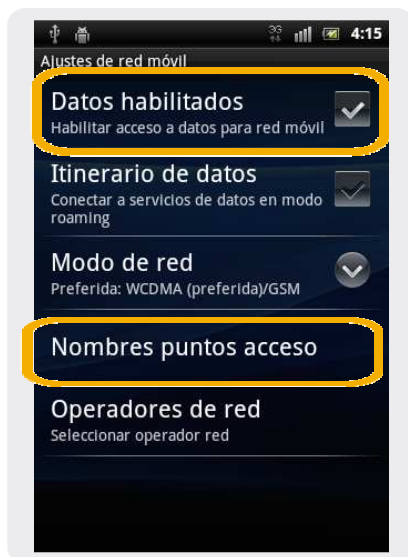 3G 4:15
Ajustes de red móvil
Datos habilitados
Habilitar acceso a datos para red móvil
Itinerario de datos
Conectar a servicios de datos en modo
roaming
Modo de red
Preferida: WCDMA (preferida)/GSM
Nombres puntos acceso
Operadores de red
Seleccionar operador red